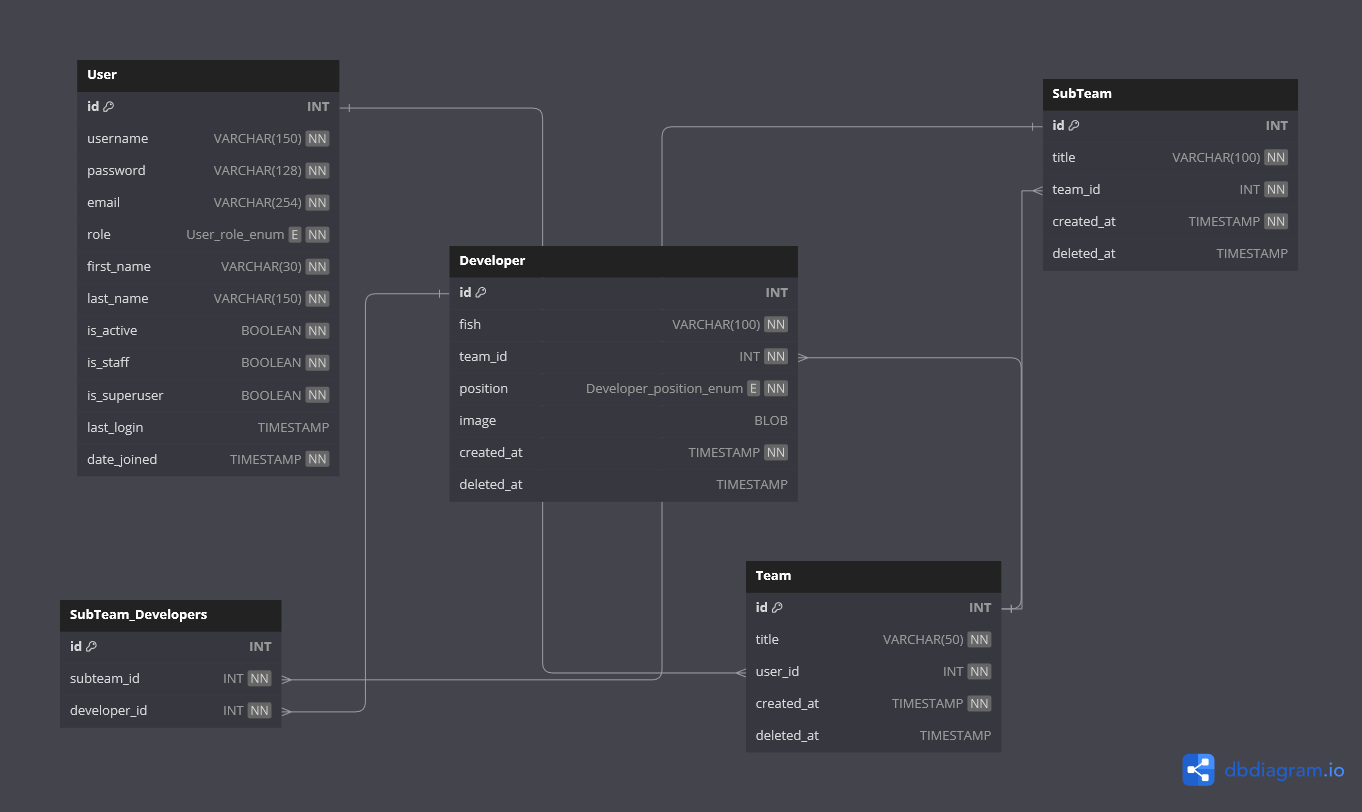 User
id INT
username VARCHAR(150) NN
password VARCHAR(128) NN
email VARCHAR(254) NN
role User_role_enum E NN
first_name VARCHAR(30) NN
last_name VARCHAR(150) NN
is_active BOOLEAN NN
is_staff BOOLEAN NN
is_superuser BOOLEAN NN
last_login TIMESTAMP
date_joined TIMESTAMP NN
SubTeam
id INT
title VARCHAR(100) NN
team_id INT NN
created_at TIMESTAMP NN
deleted_at TIMESTAMP
Developer
id INT
fish VARCHAR(100) NN
team_id INT NN
position Developer_position_enum E NN
image BLOB
created_at TIMESTAMP NN
deleted_at TIMESTAMP
SubTeam_Developers
id INT
subteam_id INT NN
developer_id INT NN
Team
id INT
title VARCHAR(50) NN
user_id INT NN
created_at TIMESTAMP NN
deleted_at TIMESTAMP
dbdiagram.io